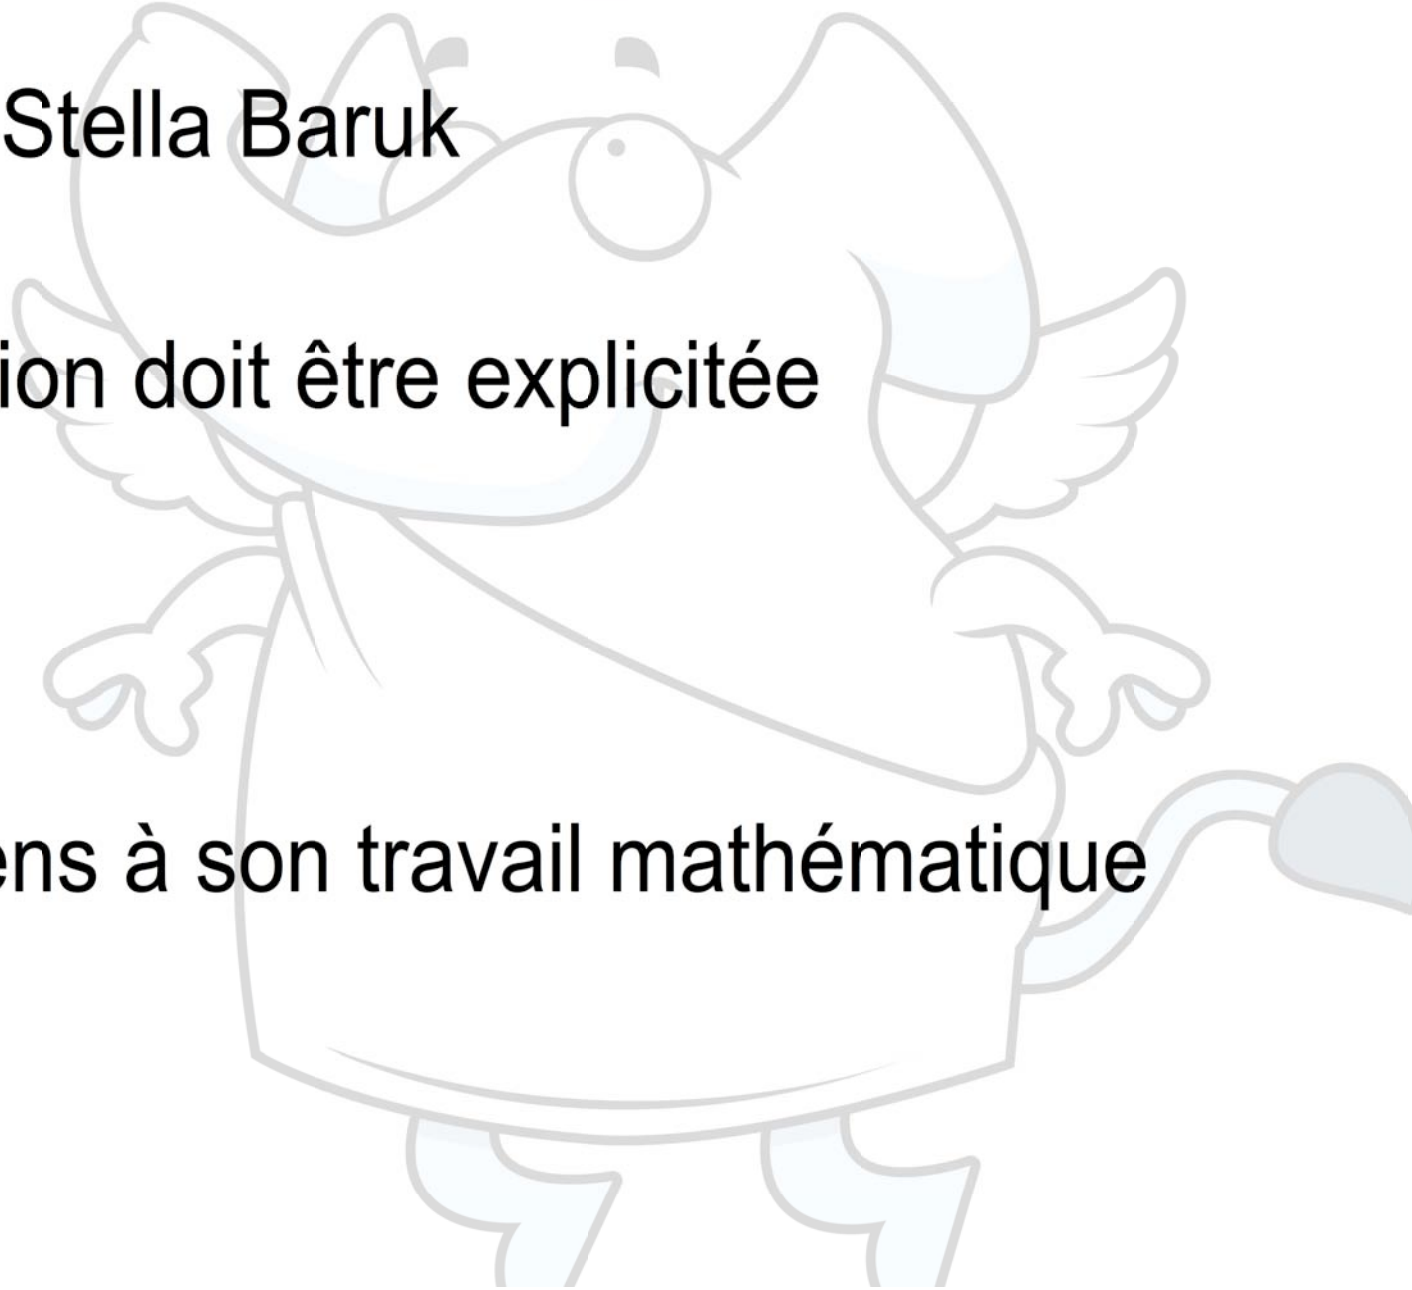 Stella Baruk
ion doit être explicitée
ens à son travail mathématique